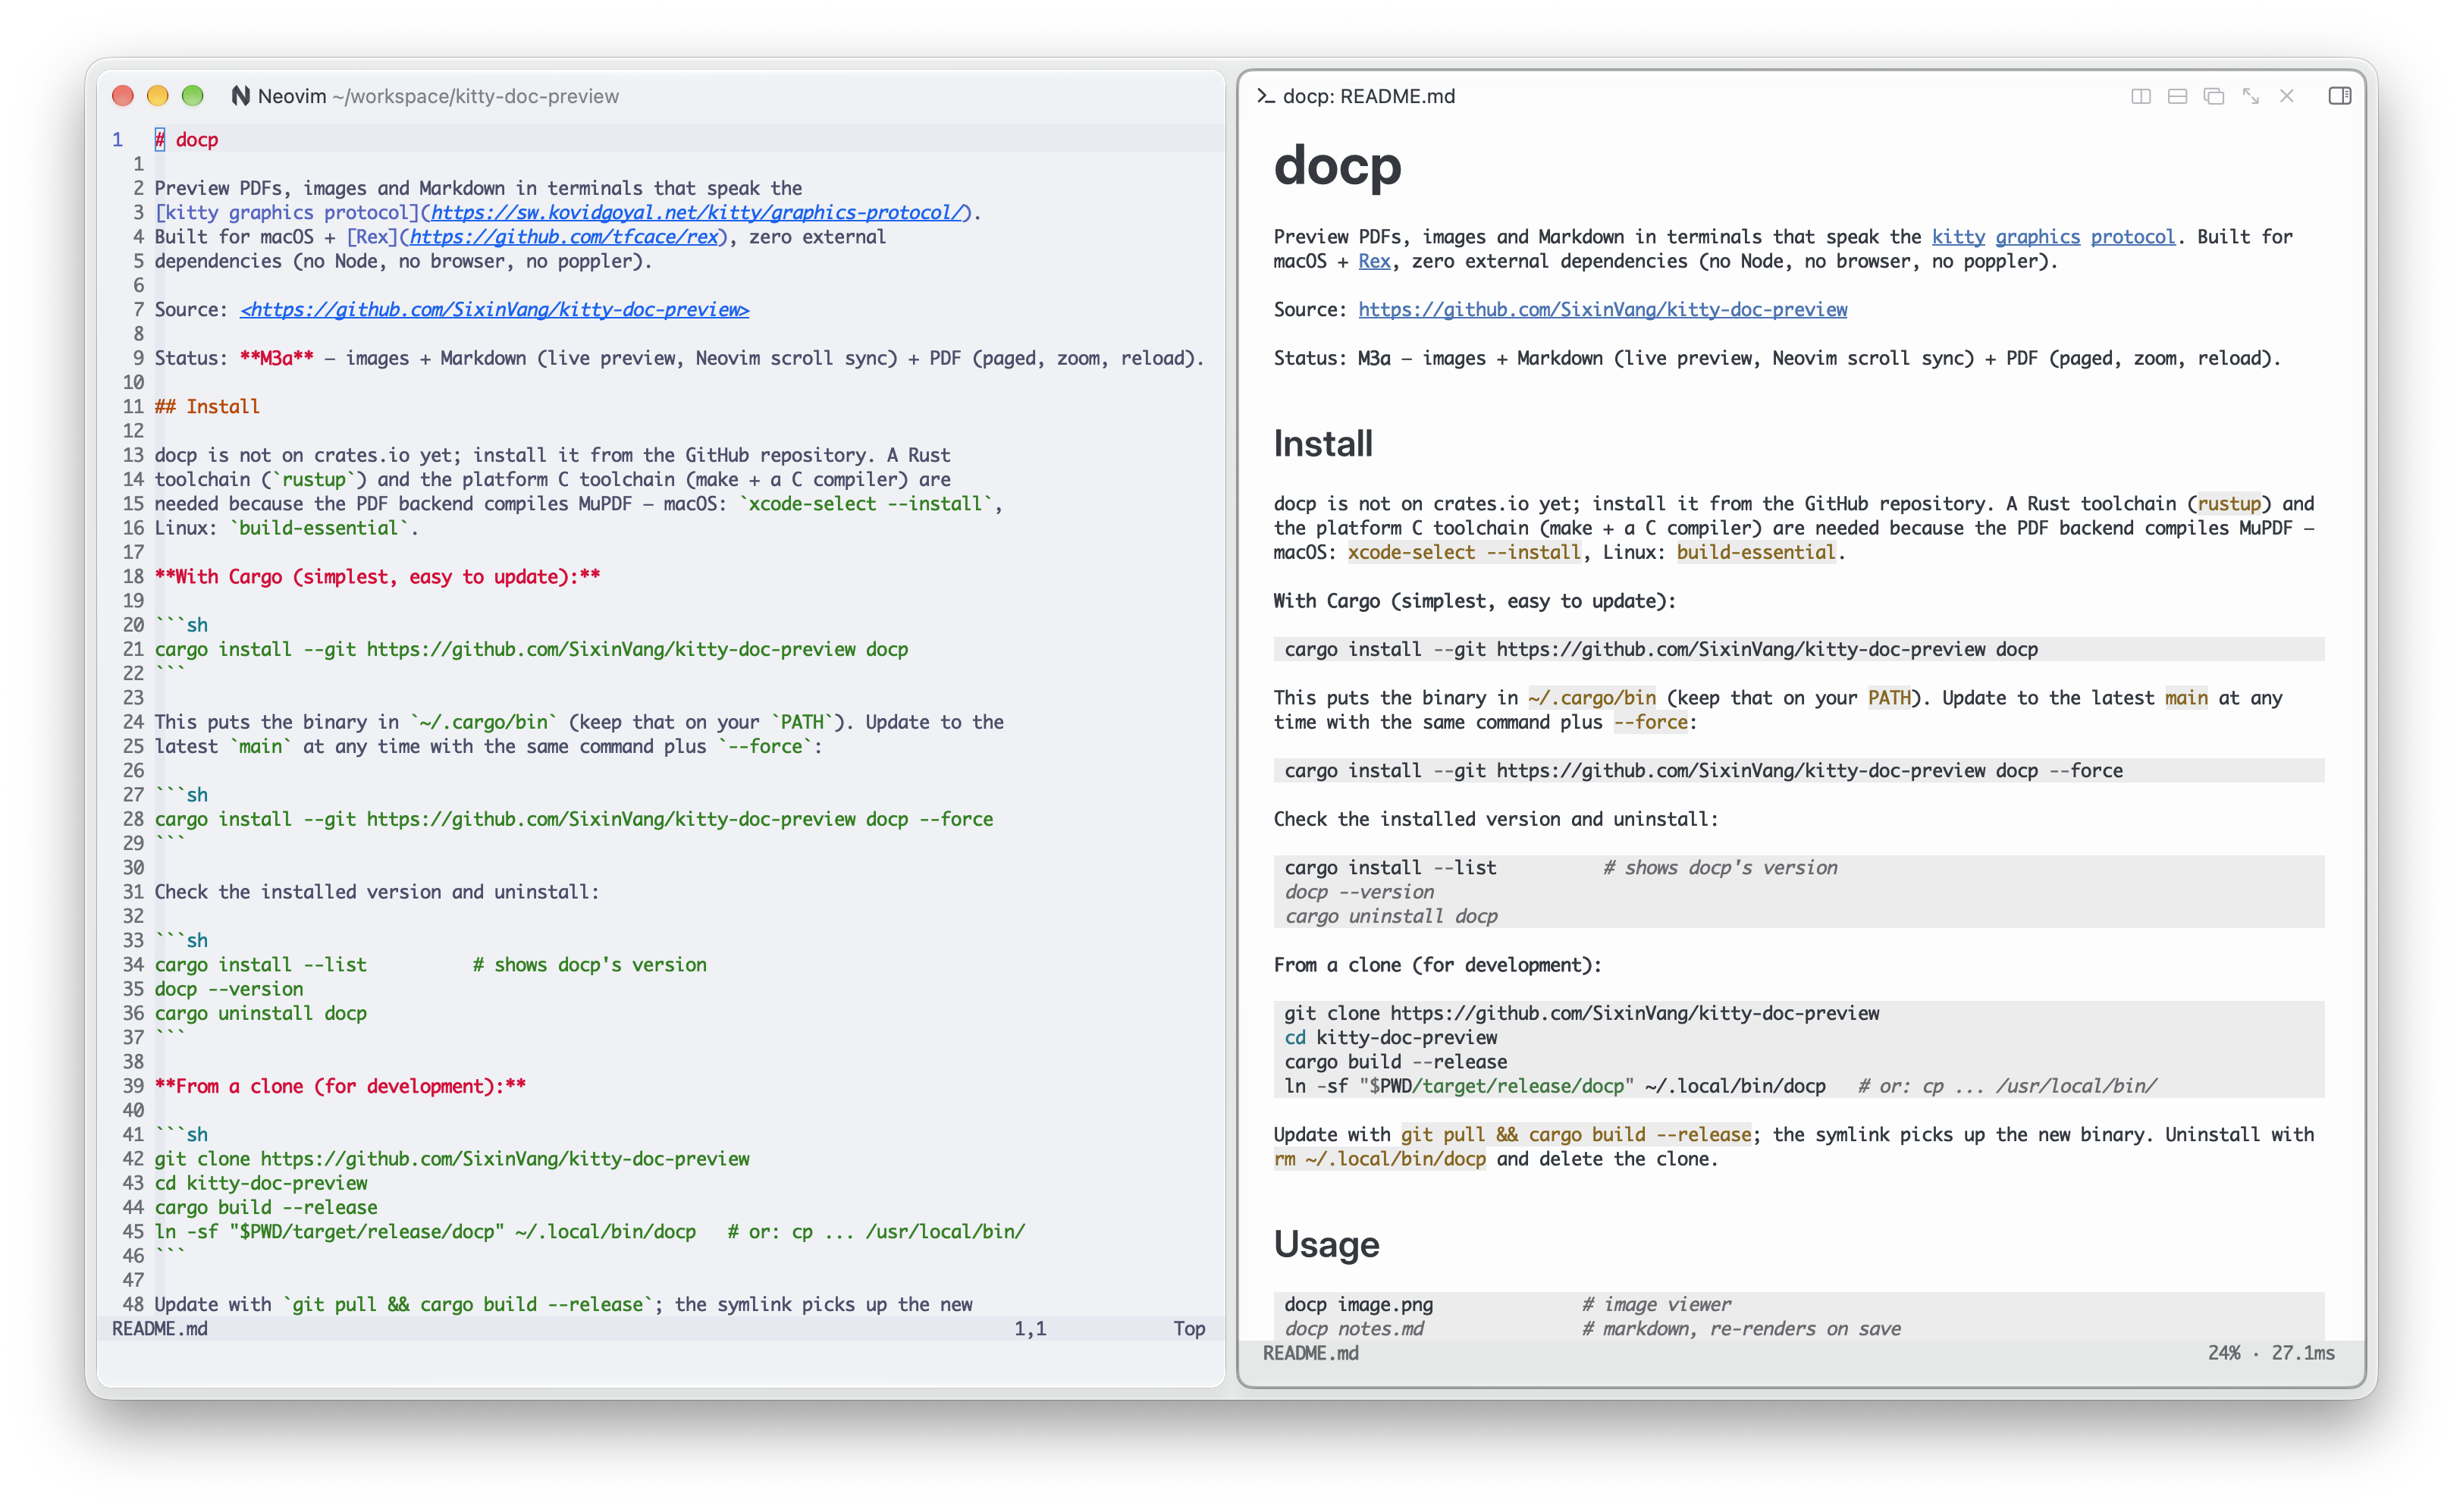 Neovim ~/workspace/kitty-doc-preview
1 # docp
1
2 Preview PDFs, images and Markdown in terminals that speak the
3 [kitty graphics protocol](https://sw.kovidgoyal.net/kitty/graphics-protocol/).
4 Built for macOS + [Rex](https://github.com/tfcace/rex), zero external
5 dependencies (no Node, no browser, no poppler).
6
7 Source: <https://github.com/SixinVang/kitty-doc-preview>
8
9 Status: **M3a** — images + Markdown (live preview, Neovim scroll sync) + PDF (paged, zoom, reload).
10
11 ## Install
12
13 docp is not on crates.io yet; install it from the GitHub repository. A Rust
14 toolchain (`rustup`) and the platform C toolchain (make + a C compiler) are
15 needed because the PDF backend compiles MuPDF — macOS: `xcode-select --install`,
16 Linux: `build-essential`.
17
18 **With Cargo (simplest, easy to update):**
19
20 ```sh
21 cargo install --git https://github.com/SixinVang/kitty-doc-preview docp
22 ```
23
24 This puts the binary in `~/.cargo/bin` (keep that on your `PATH`). Update to the
25 latest `main` at any time with the same command plus `--force`:
26
27 ```sh
28 cargo install --git https://github.com/SixinVang/kitty-doc-preview docp --force
29 ```
30
31 Check the installed version and uninstall:
32
33 ```sh
34 cargo install --list          # shows docp's version
35 docp --version
36 cargo uninstall docp
37 ```
38
39 **From a clone (for development):**
40
41 ```sh
42 git clone https://github.com/SixinVang/kitty-doc-preview
43 cd kitty-doc-preview
44 cargo build --release
45 ln -sf "$PWD/target/release/docp" ~/.local/bin/docp   # or: cp ... /usr/local/bin/
46 ```
47
48 Update with `git pull && cargo build --release`; the symlink picks up the new
README.md 1,1 Top
docp: README.md
docp
Preview PDFs, images and Markdown in terminals that speak the kitty graphics protocol. Built for
macOS + Rex, zero external dependencies (no Node, no browser, no poppler).
Source: https://github.com/SixinVang/kitty-doc-preview
Status: M3a — images + Markdown (live preview, Neovim scroll sync) + PDF (paged, zoom, reload).
Install
docp is not on crates.io yet; install it from the GitHub repository. A Rust toolchain (rustup) and
the platform C toolchain (make + a C compiler) are needed because the PDF backend compiles MuPDF —
macOS: xcode-select --install, Linux: build-essential.
With Cargo (simplest, easy to update):
cargo install --git https://github.com/SixinVang/kitty-doc-preview docp
This puts the binary in ~/.cargo/bin (keep that on your PATH). Update to the latest main at any
time with the same command plus --force:
cargo install --git https://github.com/SixinVang/kitty-doc-preview docp --force
Check the installed version and uninstall:
cargo install --list          # shows docp's version
docp --version
cargo uninstall docp
From a clone (for development):
git clone https://github.com/SixinVang/kitty-doc-preview
cd kitty-doc-preview
cargo build --release
ln -sf "$PWD/target/release/docp" ~/.local/bin/docp   # or: cp ... /usr/local/bin/
Update with git pull && cargo build --release; the symlink picks up the new binary. Uninstall with
rm ~/.local/bin/docp and delete the clone.
Usage
docp image.png              # image viewer
docp notes.md               # markdown, re-renders on save
README.md 24% · 27.1ms